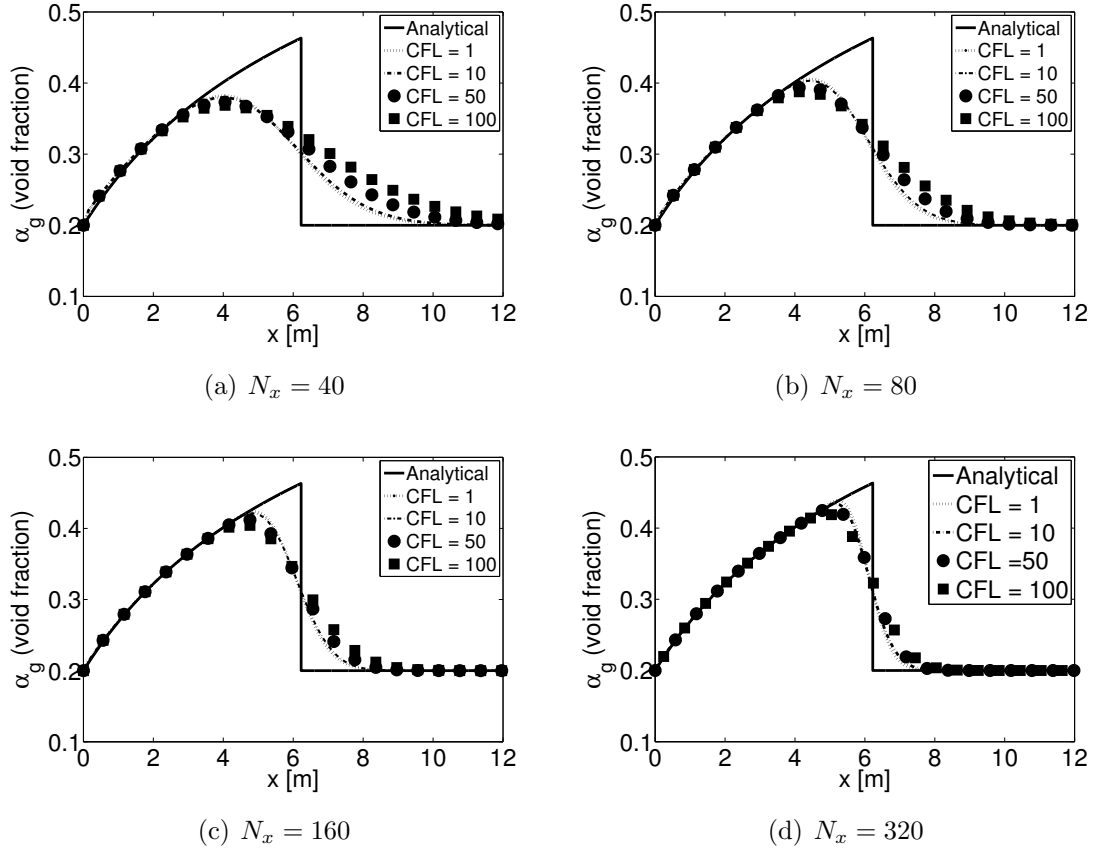 0.5
0.4
0.3
0.2
0.1
α_g (void fraction)
0 2 4 6 8 10 12
x [m]
Analytical
CFL = 1
CFL = 10
CFL = 50
CFL = 100
(a) N_x = 40
0.5
0.4
0.3
0.2
0.1
α_g (void fraction)
0 2 4 6 8 10 12
x [m]
Analytical
CFL = 1
CFL = 10
CFL = 50
CFL = 100
(b) N_x = 80
0.5
0.4
0.3
0.2
0.1
α_g (void fraction)
0 2 4 6 8 10 12
x [m]
Analytical
CFL = 1
CFL = 10
CFL = 50
CFL = 100
(c) N_x = 160
0.5
0.4
0.3
0.2
0.1
α_g (void fraction)
0 2 4 6 8 10 12
x [m]
Analytical
CFL = 1
CFL = 10
CFL =50
CFL = 100
(d) N_x = 320